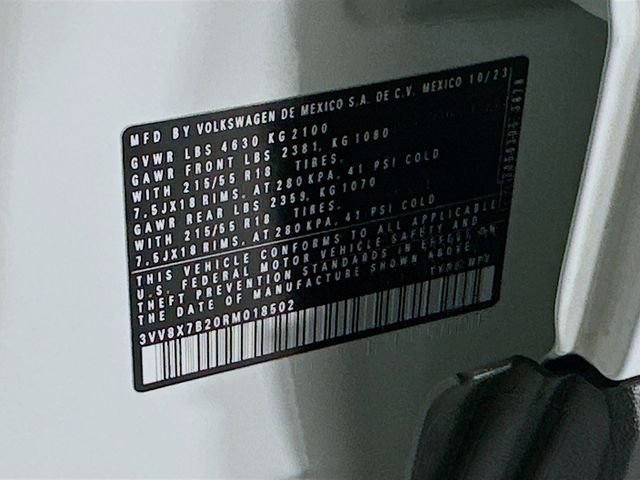 MFD BY VOLKSWAGEN DE MEXICO S.A. DE C.V. MEXICO 10/23
GVWR LBS 4630 KG 2100
GAWR FRONT LBS 2381, KG 1080
WITH 215/55 R18 TIRES,
7.5JX18 RIMS, AT 280 KPA, 41 PSI COLD
GAWR REAR LBS 2359, KG1070
WITH 215/55 R18 TIRES,
7.5JX18 RIMS, AT 280 KPA, 41 PSI COLD
THIS VEHICLE CONFORMS TO ALL APPLICABLE
U.S. FEDERAL MOTOR VEHICLE SAFETY AND
THEFT PREVENTION STANDARDS IN EFFECT ON
THE DATE OF MANUFACTURE SHOWN ABOVE.
3VV8X7B20RM018502 TYPE: MPV